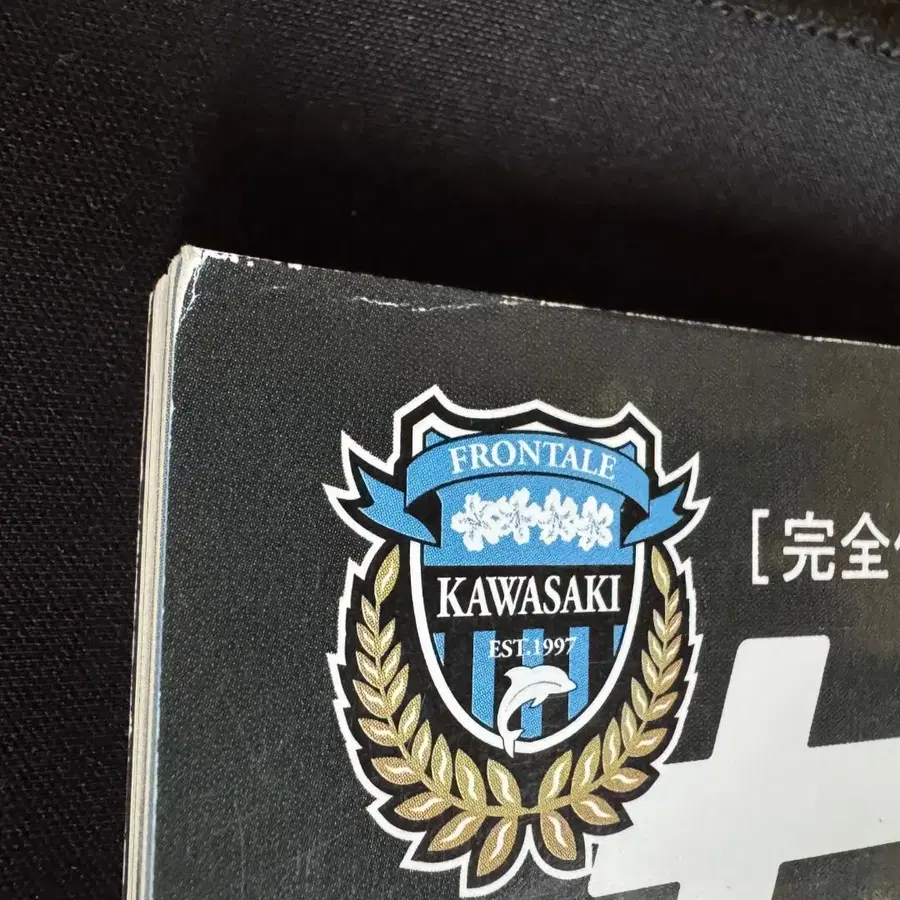 FRONTALE
KAWASAKI
EST.1997
[完全